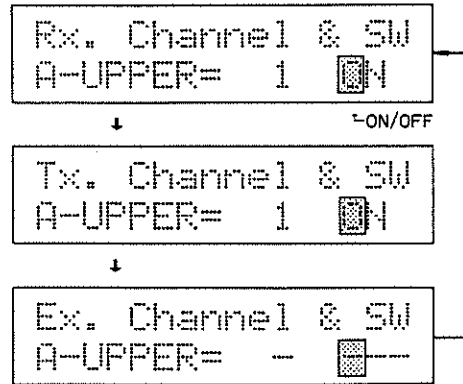 Rx. Channel & SW
A-UPPER= 1 ON
ON/OFF
Tx. Channel & SW
A-UPPER= 1 ON
Ex. Channel & SW
A-UPPER= - ---